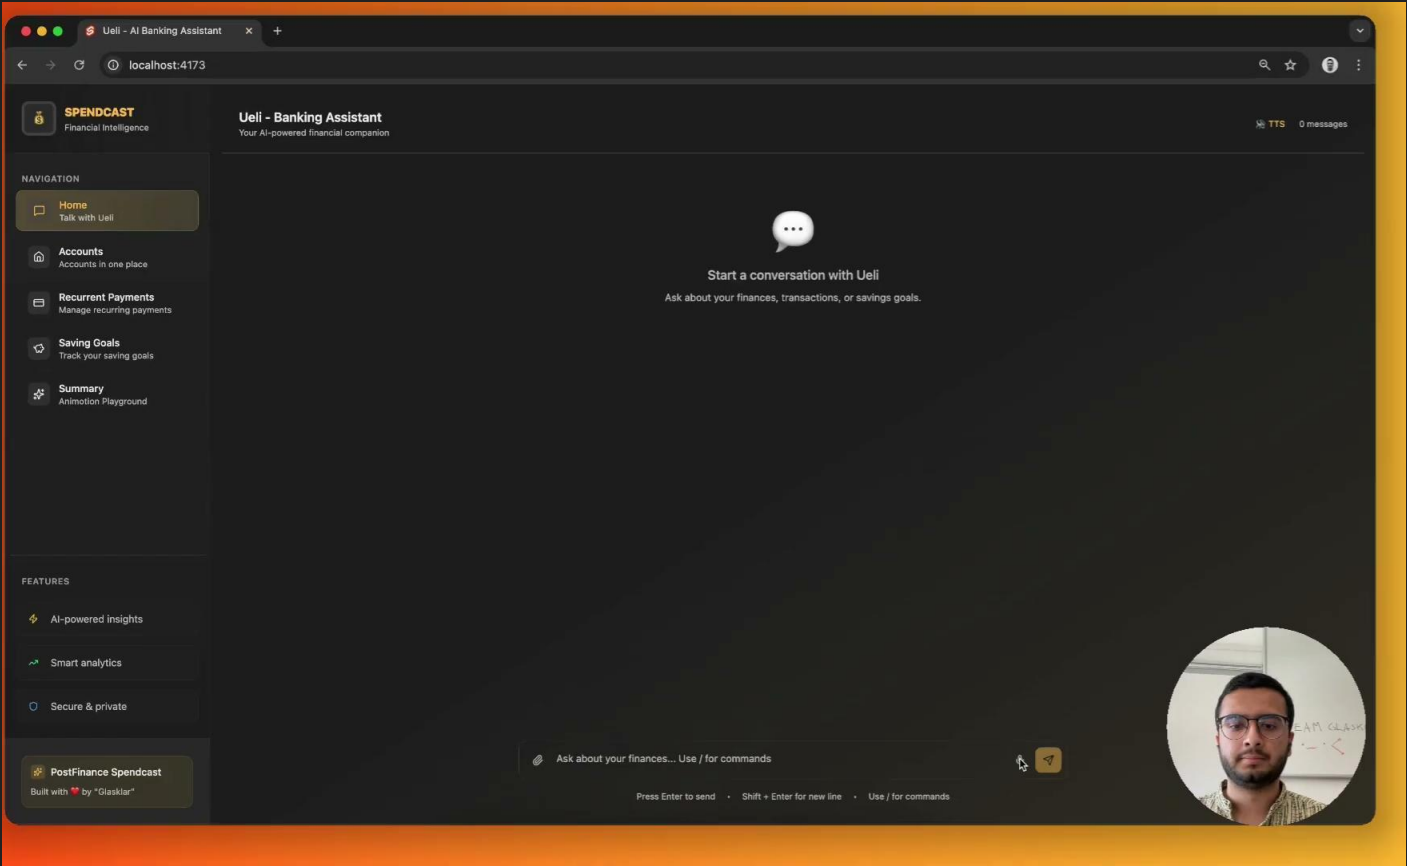 Ueli - AI Banking Assistant
localhost:4173
SPENDCAST
Financial Intelligence
Ueli - Banking Assistant
Your AI-powered financial companion
TTS
0 messages
NAVIGATION
Home
Talk with Ueli
Accounts
Accounts in one place
Recurrent Payments
Manage recurring payments
Saving Goals
Track your saving goals
Summary
Animotion Playground
Start a conversation with Ueli
Ask about your finances, transactions, or savings goals.
FEATURES
AI-powered insights
Smart analytics
Secure & private
PostFinance Spendcast
Built with ❤️ by "Glasklar"
Ask about your finances... Use / for commands
Press Enter to send • Shift + Enter for new line • Use / for commands